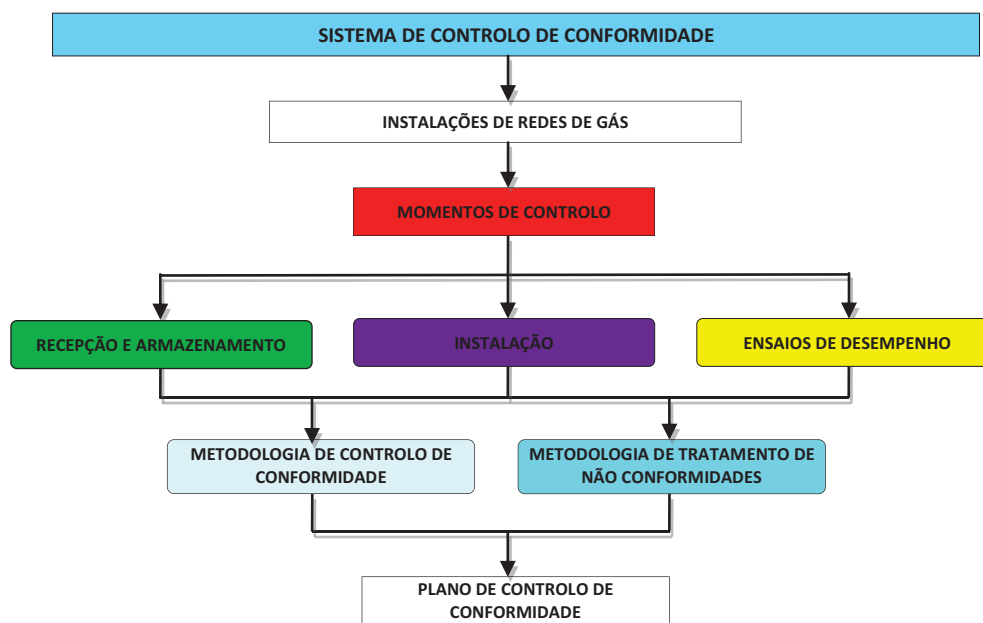 SISTEMA DE CONTROLO DE CONFORMIDADE
INSTALAÇÕES DE REDES DE GÁS
MOMENTOS DE CONTROLO
RECEPÇÃO E ARMAZENAMENTO
INSTALAÇÃO
ENSAIOS DE DESEMPENHO
METODOLOGIA DE CONTROLO DE
CONFORMIDADE
METODOLOGIA DE TRATAMENTO DE
NÃO CONFORMIDADES
PLANO DE CONTROLO DE
CONFORMIDADE